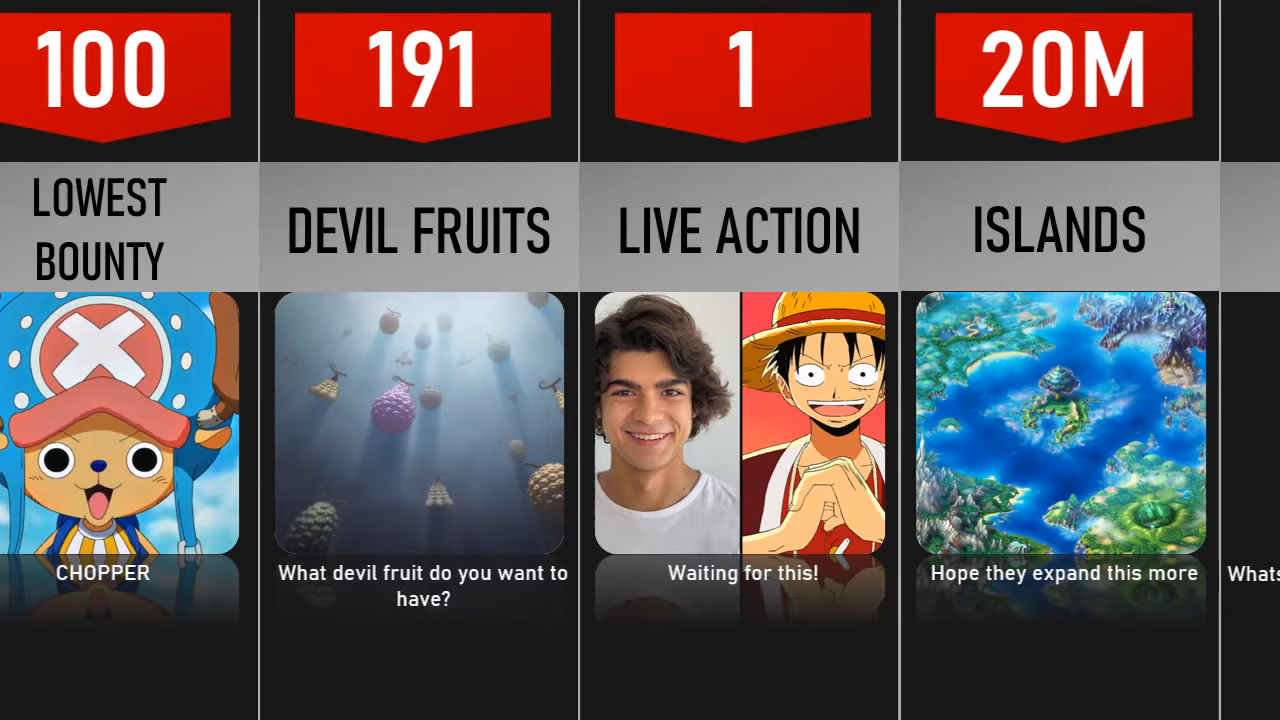 100
LOWEST
BOUNTY
CHOPPER
191
DEVIL FRUITS
What devil fruit do you want to
have?
1
LIVE ACTION
Waiting for this!
20M
ISLANDS
Hope they expand this more
Whats